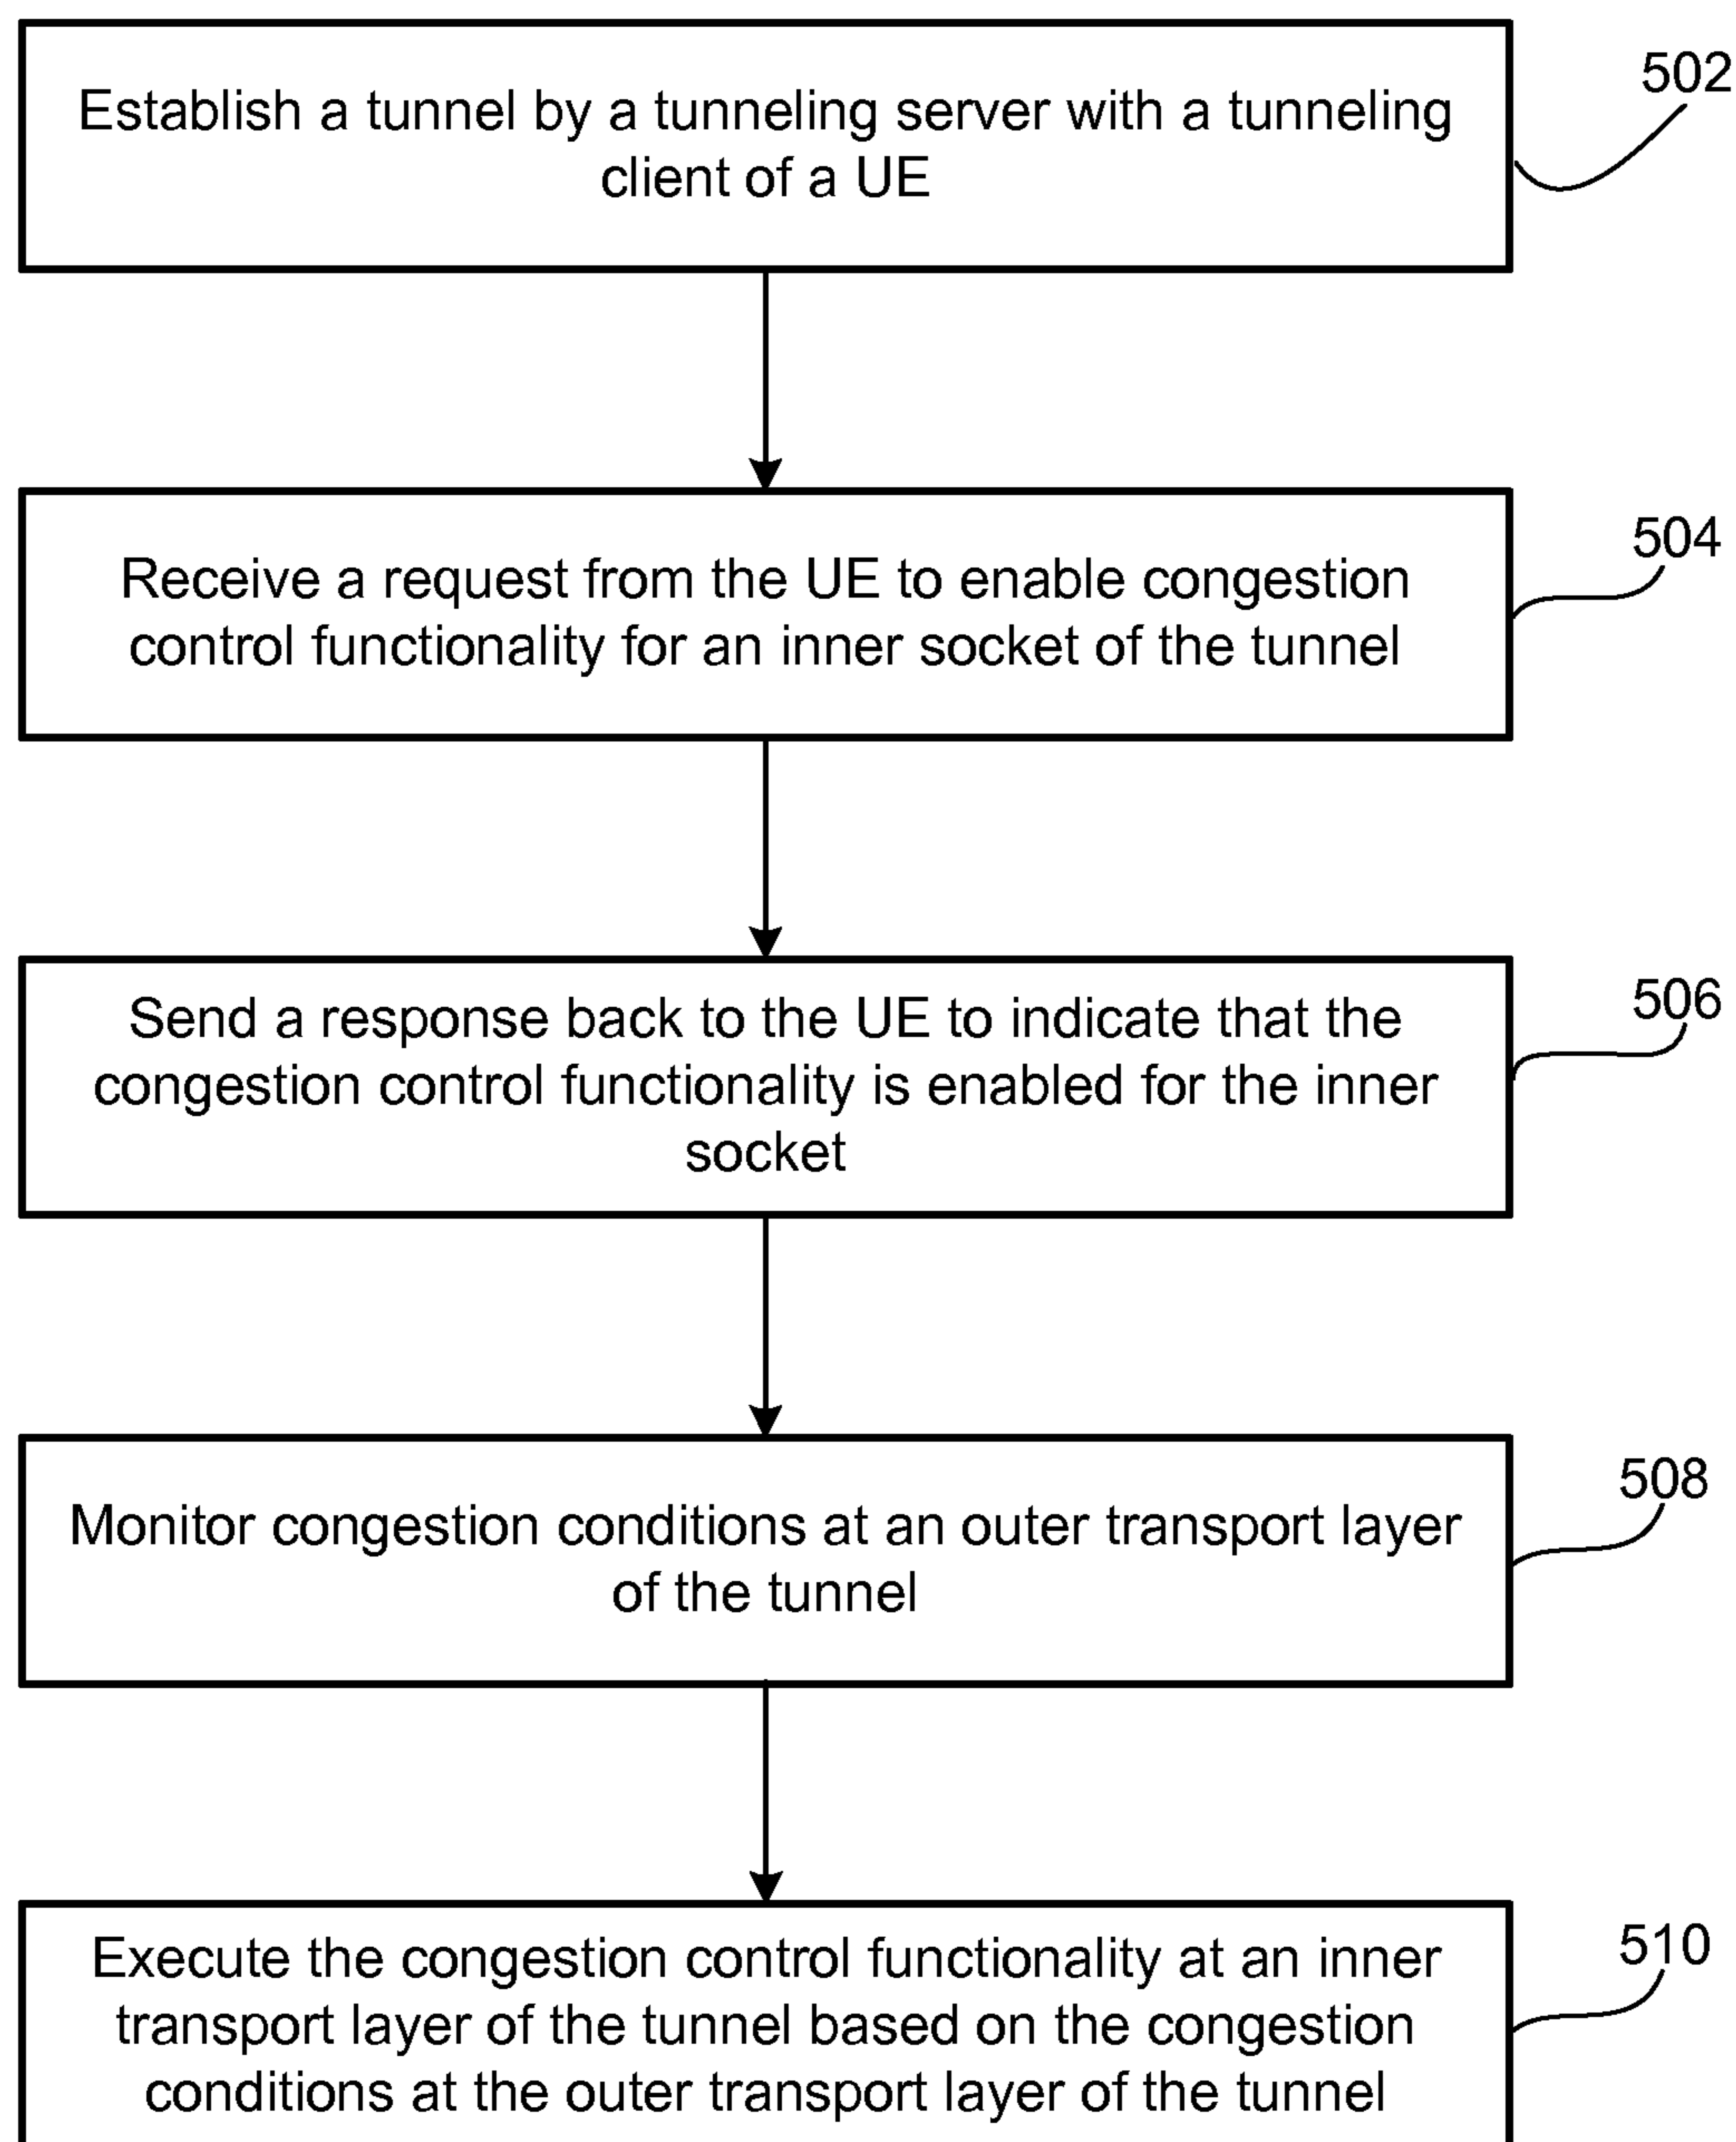 Establish a tunnel by a tunneling server with a tunneling
client of a UE
502
Receive a request from the UE to enable congestion
control functionality for an inner socket of the tunnel
504
Send a response back to the UE to indicate that the
congestion control functionality is enabled for the inner
socket
506
Monitor congestion conditions at an outer transport layer
of the tunnel
508
Execute the congestion control functionality at an inner
transport layer of the tunnel based on the congestion
conditions at the outer transport layer of the tunnel
510